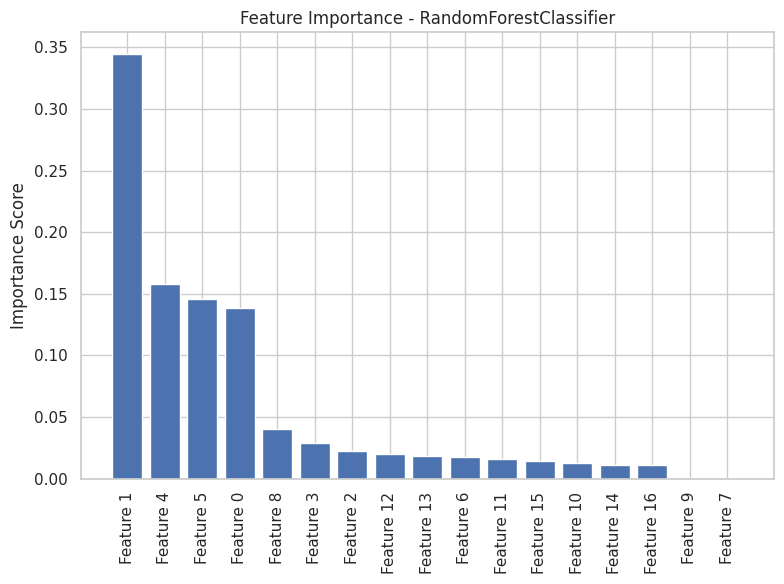 Feature Importance - RandomForestClassifier
Importance Score
0.35
0.30
0.25
0.20
0.15
0.10
0.05
0.00
Feature 1
Feature 4
Feature 5
Feature 0
Feature 8
Feature 3
Feature 2
Feature 12
Feature 13
Feature 6
Feature 11
Feature 15
Feature 10
Feature 14
Feature 16
Feature 9
Feature 7